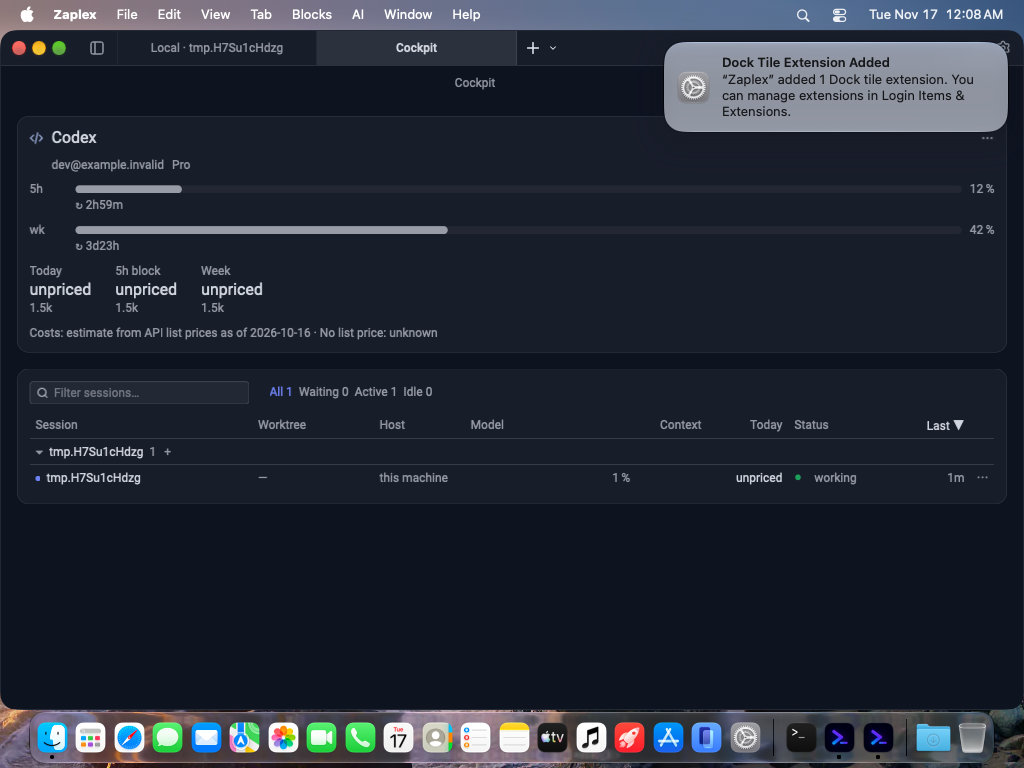 Zaplex File Edit View Tab Blocks AI Window Help Tue Nov 17 12:08 AM
Local · tmp.H7Su1cHdzg Cockpit
Dock Tile Extension Added
“Zaplex” added 1 Dock tile extension. You
can manage extensions in Login Items &
Extensions.
Cockpit
Codex
dev@example.invalid Pro
5h 12 %
↻ 2h59m
wk 42 %
↻ 3d23h
Today 5h block Week
unpriced unpriced unpriced
1.5k 1.5k 1.5k
Costs: estimate from API list prices as of 2026-10-16 · No list price: unknown
Filter sessions… All 1 Waiting 0 Active 1 Idle 0
Session Worktree Host Model Context Today Status Last ▼
tmp.H7Su1cHdzg 1 +
tmp.H7Su1cHdzg — this machine 1 % unpriced working 1m ⋯
TUE
17
tv